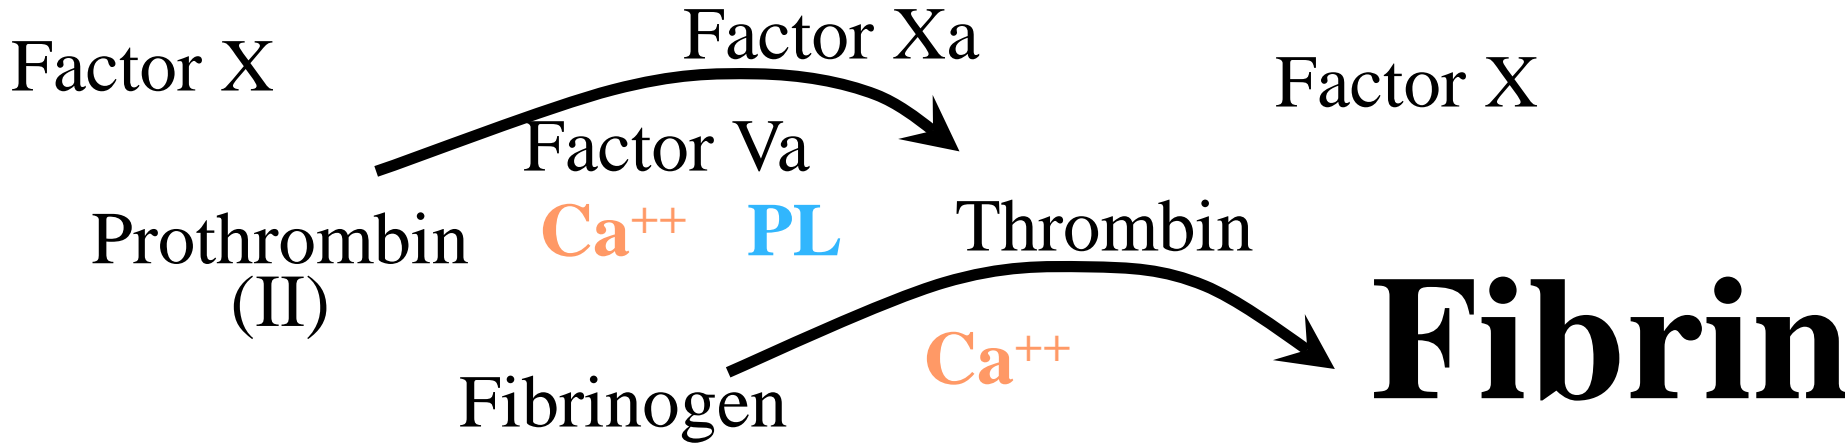 Factor X
Factor Xa
Factor X
Factor Va
Prothrombin
(II)
Ca⁺⁺
PL
Thrombin
Fibrinogen
Ca⁺⁺
Fibrin